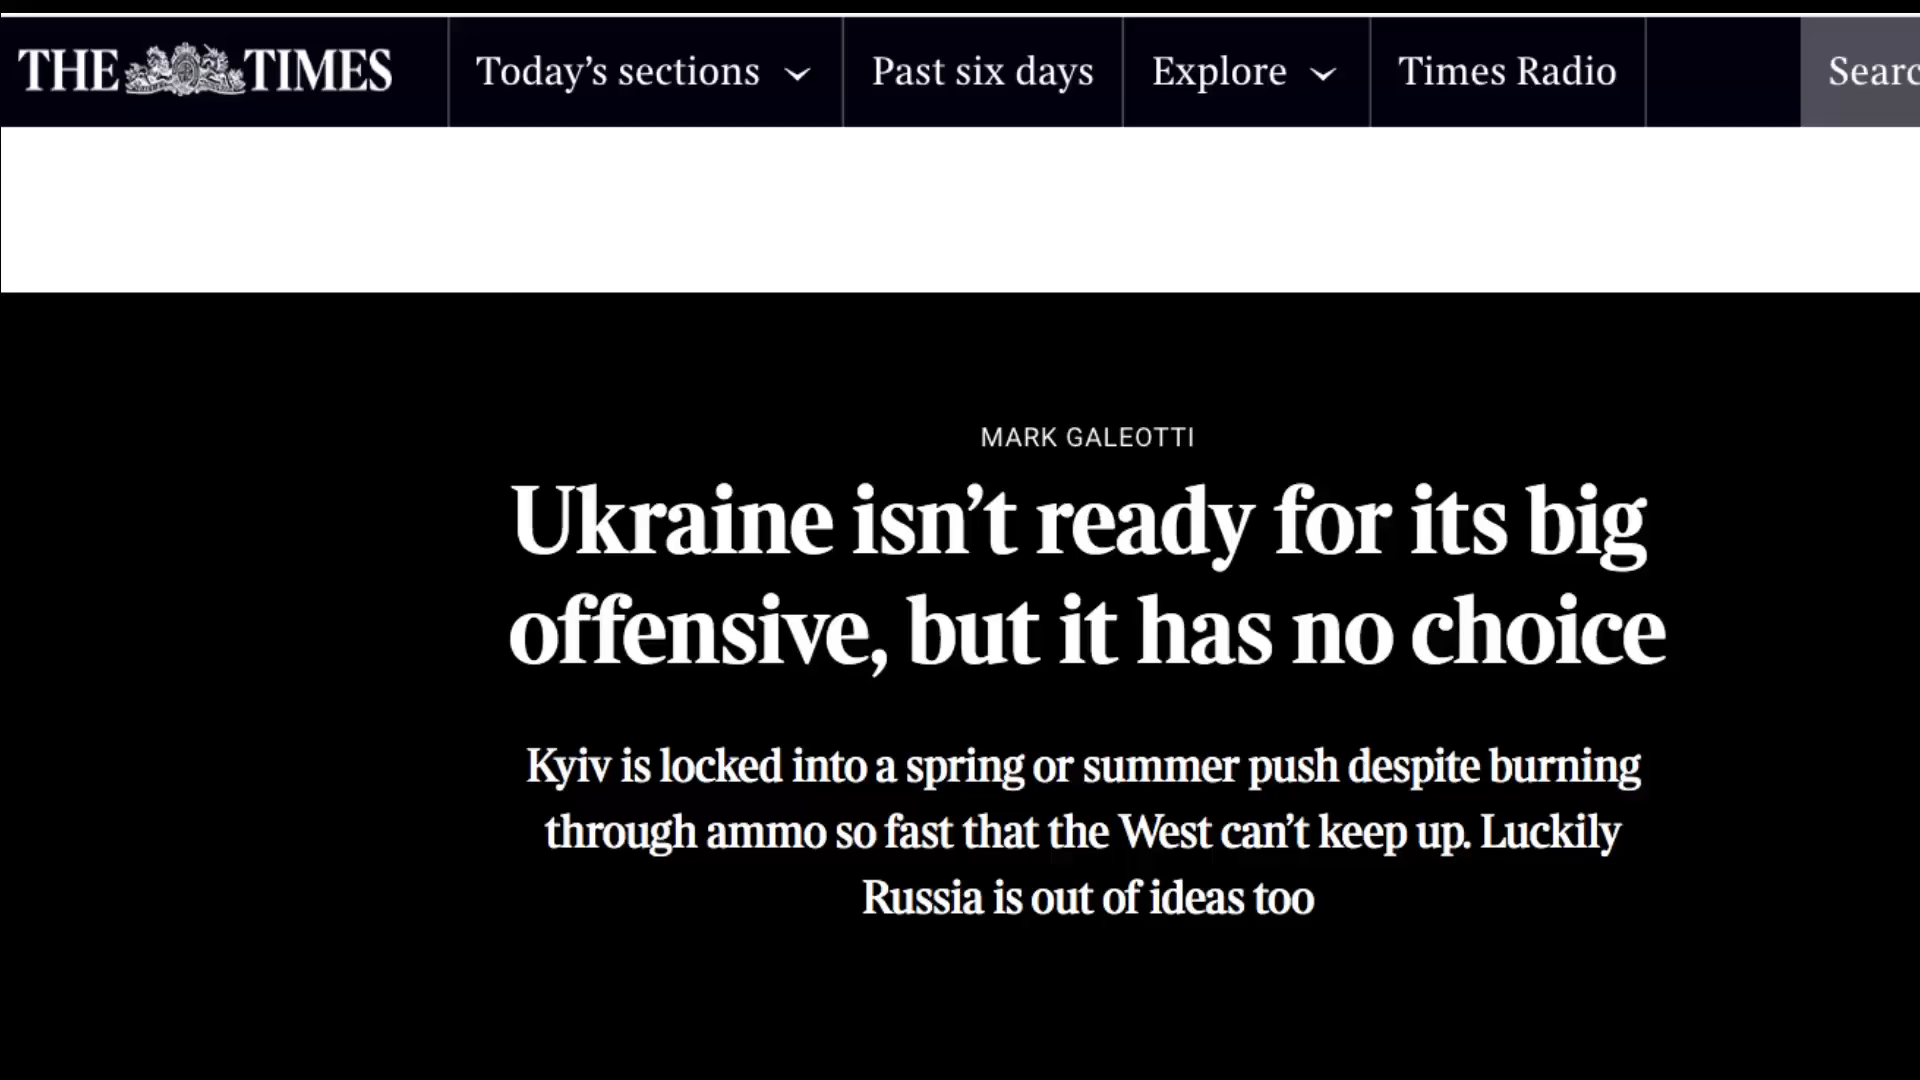 THE TIMES
Today’s sections
Past six days
Explore
Times Radio
Searc
MARK GALEOTTI
Ukraine isn’t ready for its big
offensive, but it has no choice
Kyiv is locked into a spring or summer push despite burning
through ammo so fast that the West can’t keep up. Luckily
Russia is out of ideas too